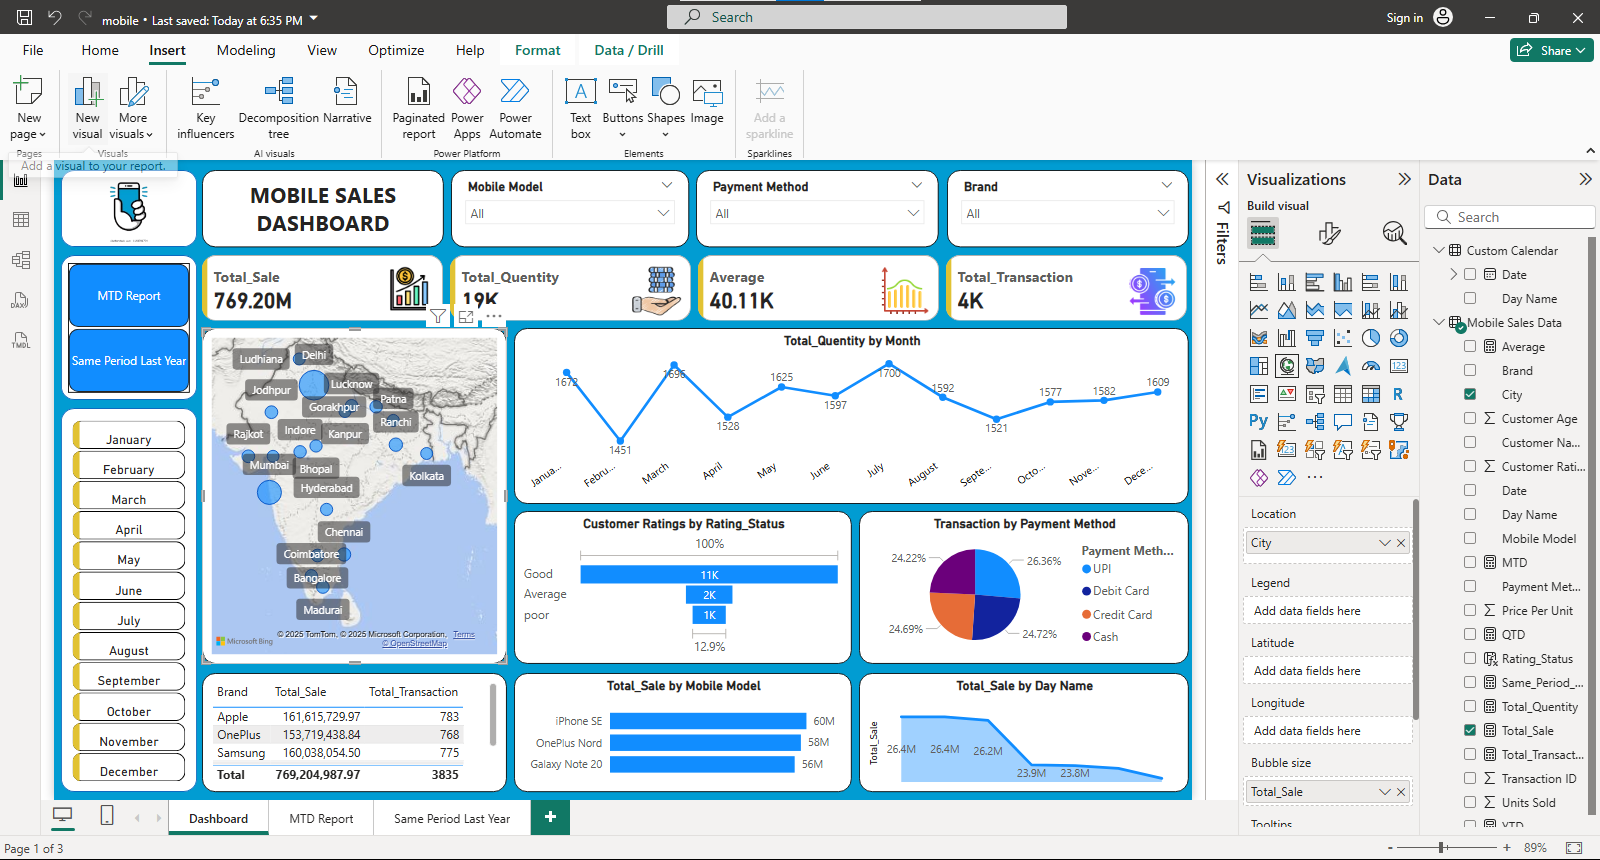 mobile • Last saved: Today at 6:35 PM
Search
Sign in
File
Home
Insert
Modeling
View
Optimize
Help
Format
Data / Drill
Share
New page
New visual
More visuals
Key influencers
Decomposition tree
Narrative
Paginated report
Power Apps
Power Automate
Text box
Buttons
Shapes
Image
Add a sparkline
Pages
Visuals
AI visuals
Power Platform
Elements
Sparklines
Add a visual to your report.
MOBILE SALES
DASHBOARD
Mobile Model
All
Payment Method
All
Brand
All
MTD Report
Same Period Last Year
Total_Sale
769.20M
Total_Quentity
19K
Average
40.11K
Total_Transaction
4K
January
February
March
April
May
June
July
August
September
October
November
December
Ludhiana
Delhi
Jodhpur
Lucknow
Gorakhpur
Patna
Rajkot
Indore
Kanpur
Ranchi
Mumbai
Bhopal
Kolkata
Hyderabad
Chennai
Coimbatore
Bangalore
Madurai
Microsoft Bing
© 2025 TomTom, © 2025 Microsoft Corporation, Terms
© OpenStreetMap
Total_Quentity by Month
1672
1451
1696
1528
1625
1597
1700
1592
1521
1577
1582
1609
Janua...
Febru...
March
April
May
June
July
August
Septe...
Octo...
Nove...
Dece...
Customer Ratings by Rating_Status
100%
Good
11K
Average
2K
poor
1K
12.9%
Transaction by Payment Method
24.22%
26.36%
24.69%
24.72%
Payment Meth...
UPI
Debit Card
Credit Card
Cash
Brand Total_Sale Total_Transaction
Apple 161,615,729.97 783
OnePlus 153,719,438.84 768
Samsung 160,038,054.50 775
Total 769,204,987.97 3835
Total_Sale by Mobile Model
iPhone SE 60M
OnePlus Nord 58M
Galaxy Note 20 56M
Total_Sale by Day Name
Total_Sale
26.4M
26.4M
26.2M
23.9M
23.8M
Filters
Visualizations
Build visual
123
R
Py
Location
City
Legend
Add data fields here
Latitude
Add data fields here
Longitude
Add data fields here
Bubble size
Total_Sale
Tooltips
Data
Search
Custom Calendar
Date
Day Name
Mobile Sales Data
Average
Brand
City
Customer Age
Customer Na...
Customer Rati...
Date
Day Name
Mobile Model
MTD
Payment Met...
Price Per Unit
QTD
Rating_Status
Same_Period_...
Total_Quentity
Total_Sale
Total_Transact...
Transaction ID
Units Sold
YTD
DAX
TMDL
Dashboard
MTD Report
Same Period Last Year
Page 1 of 3
89%